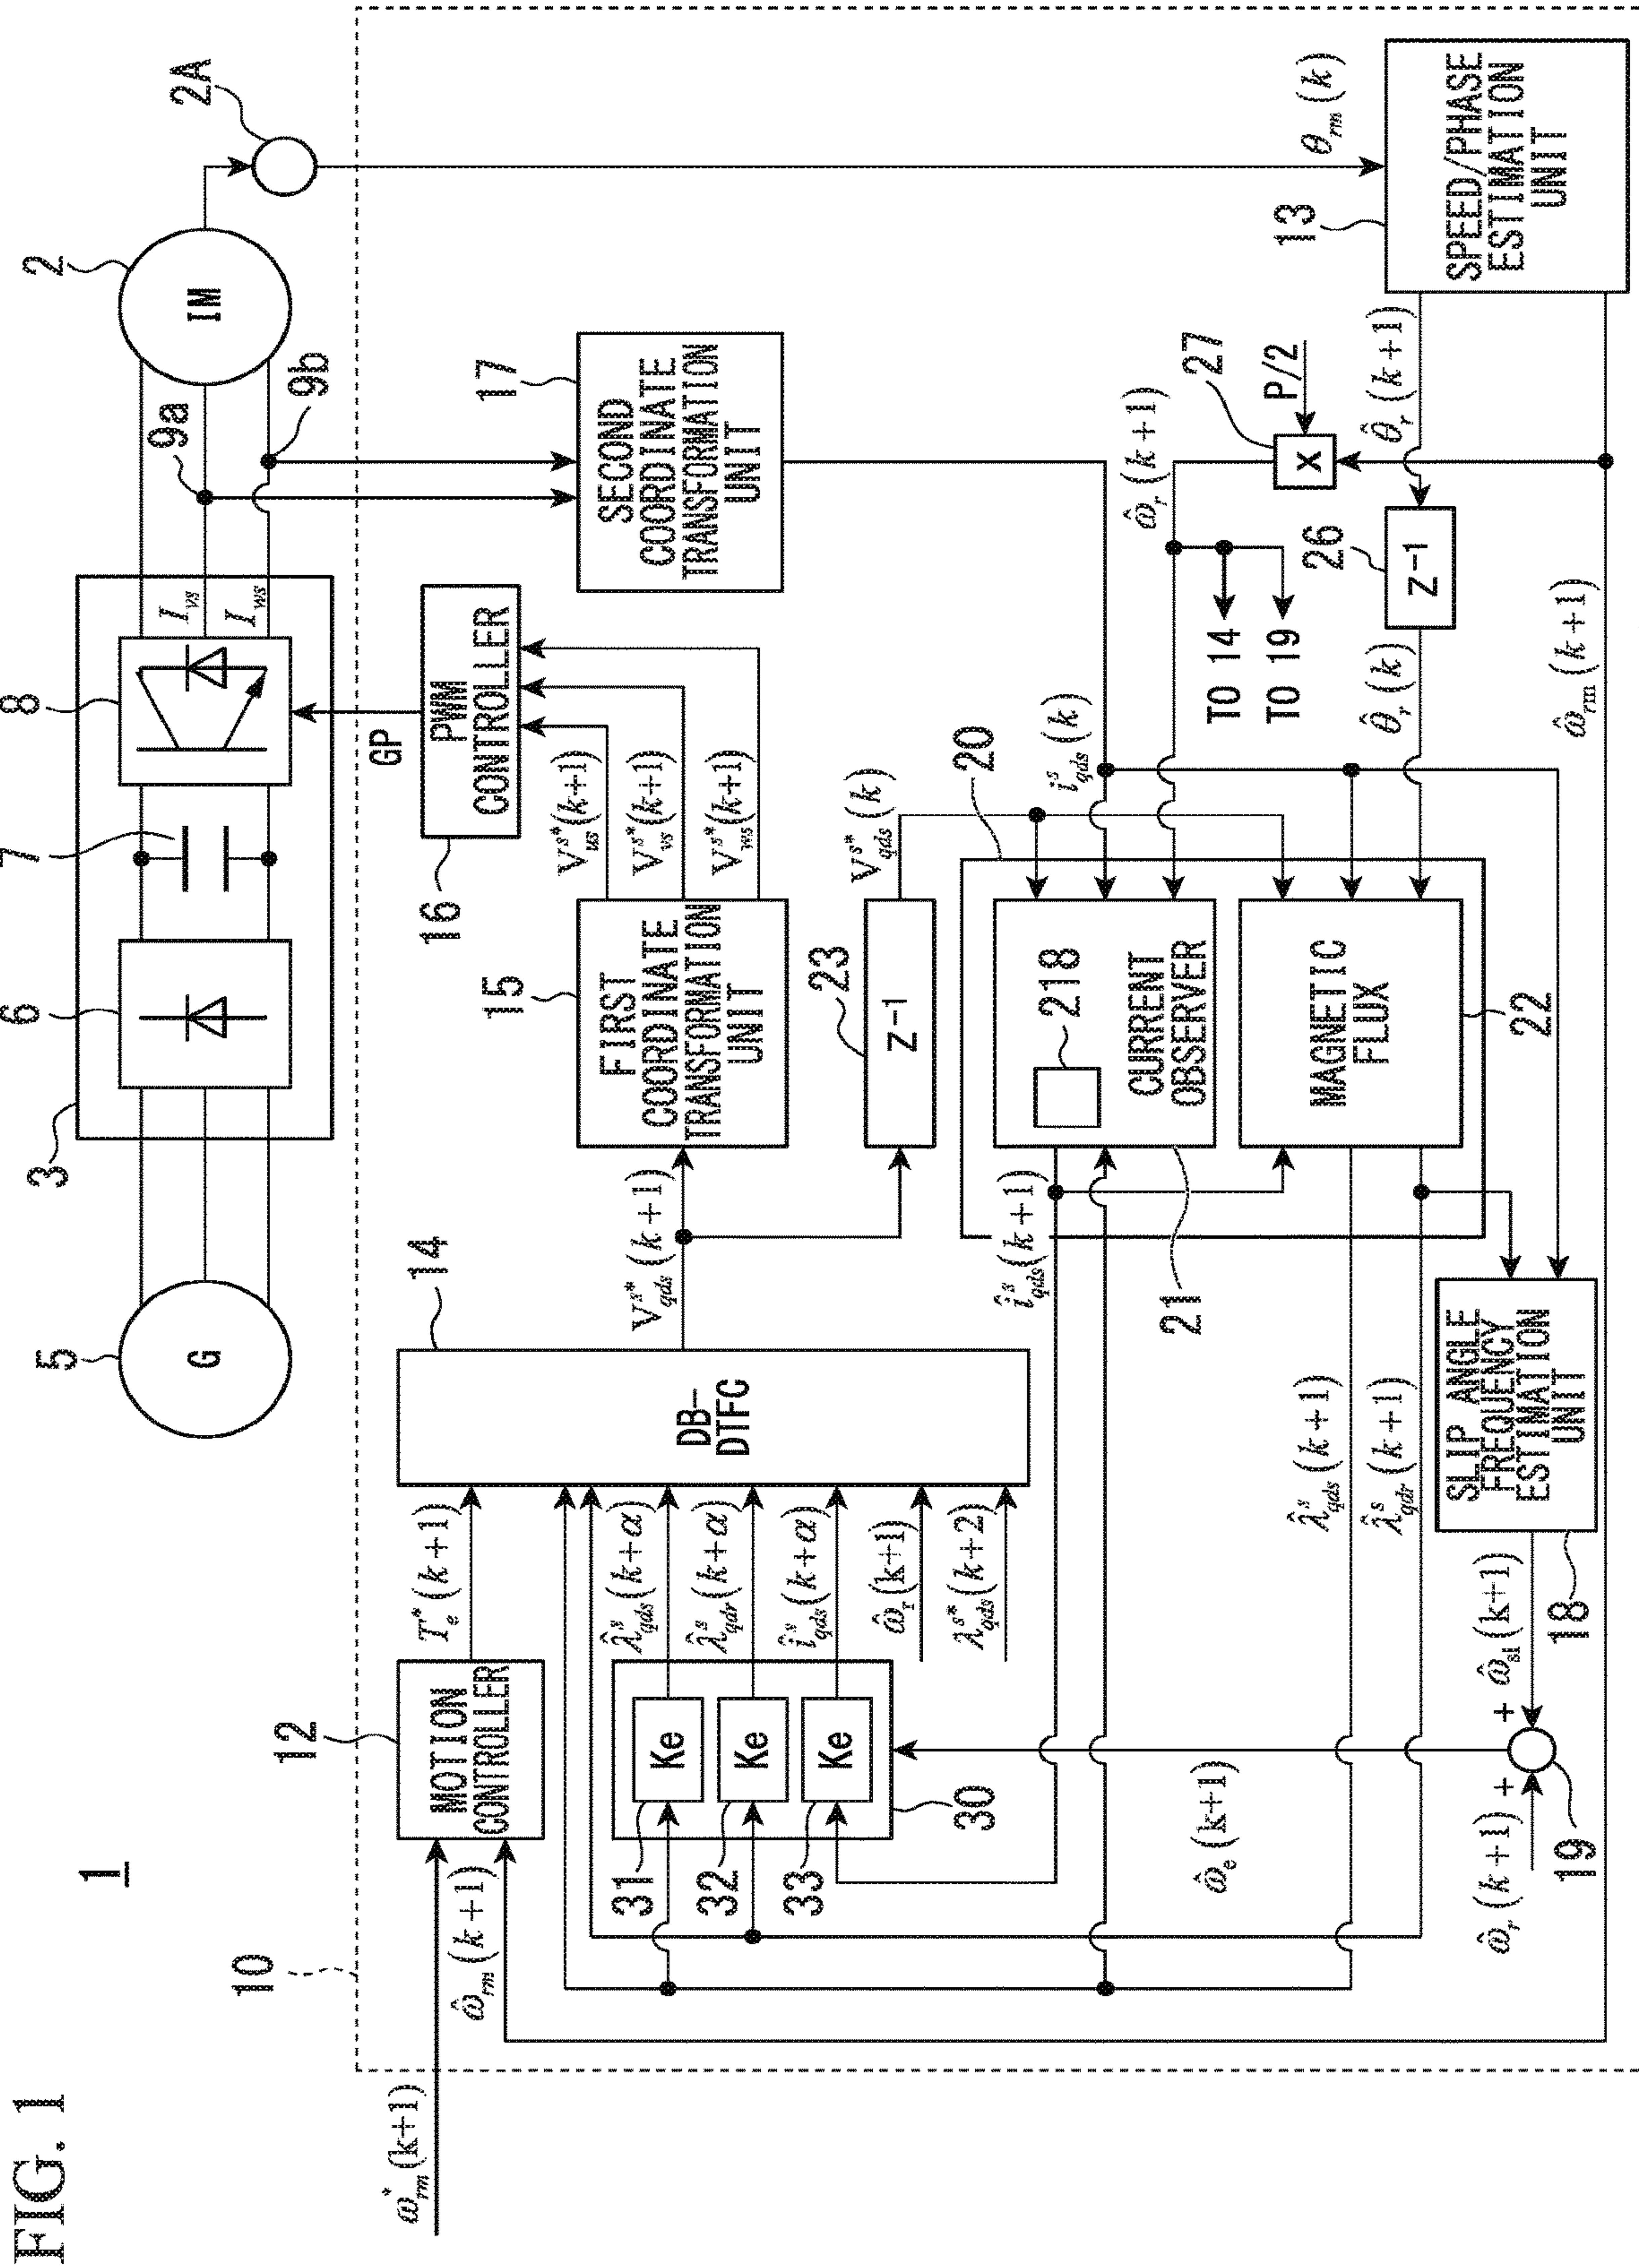 FIG. 1
1
5
G
3
6
7
8
I_vs
I_ws
9a
9b
2
IM
2A
10
ω*_rm(k+1)
ω̂_rm(k+1)
12
MOTION
CONTROLLER
T*_e(k+1)
14
DB-
DTFC
31
Ke
32
Ke
33
Ke
30
λ̂^s_qds(k+α)
λ̂^s_qdr(k+α)
î^s_qds(k+α)
ω̂_r(k+1)
λ^s*_qds(k+2)
V^s*_qds(k+1)
15
FIRST
COORDINATE
TRANSFORMATION
UNIT
V^s*_us(k+1)
V^s*_vs(k+1)
V^s*_ws(k+1)
16
PWM
CONTROLLER
GP
17
SECOND
COORDINATE
TRANSFORMATION
UNIT
23
Z-1
V^s*_qds(k)
20
i^s_qds(k)
218
CURRENT
OBSERVER
21
MAGNETIC
FLUX
22
î^s_qds(k+1)
λ̂^s_qds(k+1)
λ̂^s_qdr(k+1)
ω̂_r(k+1)
TO 14
TO 19
27
X
P/2
26
Z-1
θ̂_r(k)
θ̂_r(k+1)
ω̂_rm(k+1)
13
SPEED/PHASE
ESTIMATION
UNIT
θ_rm(k)
SLIP ANGLE
FREQUENCY
ESTIMATION
UNIT
18
ω̂_sl(k+1)
+
+
19
ω̂_r(k+1)
ω̂_e(k+1)